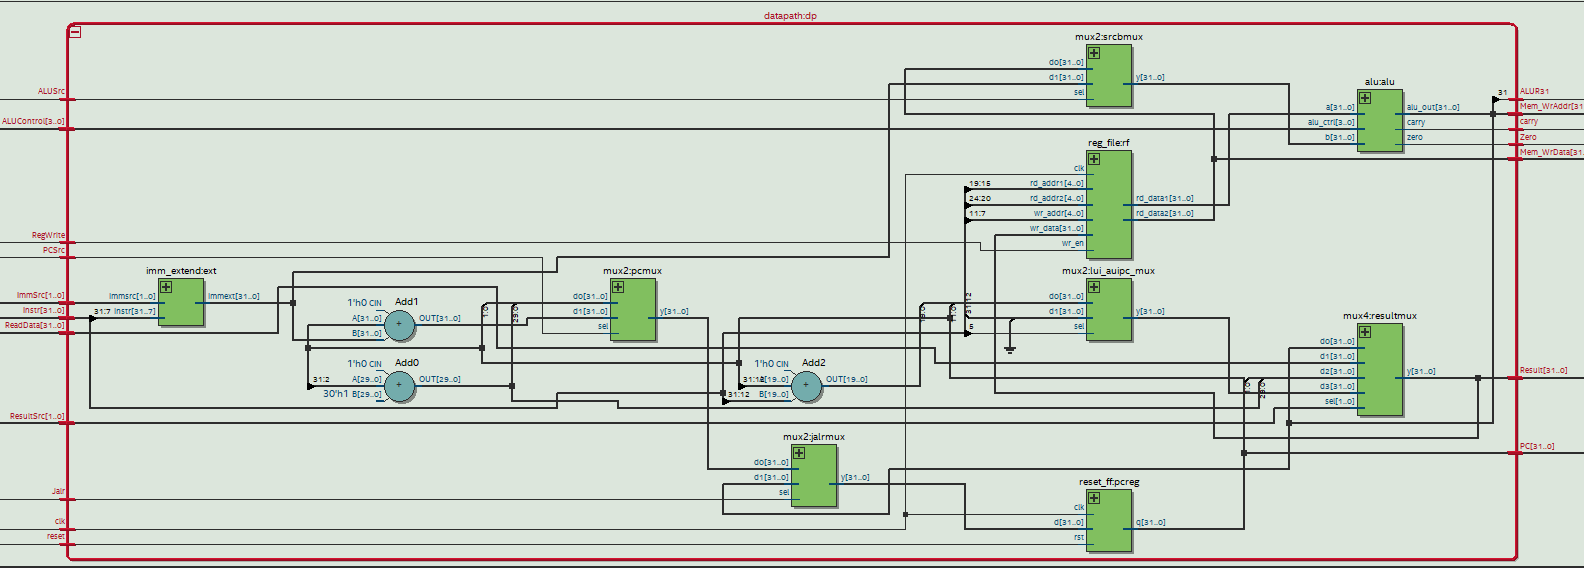 datapath:dp
mux2:srcbmux
d0[31..0]
d1[31..0]
sel
y[31..0]
ALUSrc
ALUControl[3..0]
alu:alu
a[31..0]
alu_ctrl[3..0]
b[31..0]
alu_out[31..0]
carry
zero
31
ALUR31
Mem_WrAddr[31
carry
Zero
Mem_WrData[31.
reg_file:rf
clk
19:15
rd_addr1[4..0]
24:20
rd_addr2[4..0]
11:7
wr_addr[4..0]
wr_data[31..0]
wr_en
rd_data1[31..0]
rd_data2[31..0]
RegWrite
PCSrc
imm_extend:ext
immsrc[1..0]
31:7
instr[31..7]
immext[31..0]
ImmSrc[1..0]
Instr[31..0]
ReadData[31..0]
1'h0
CIN
Add1
A[31..0]
B[31..0]
OUT[31..0]
1'h0
CIN
Add0
31:2
A[29..0]
30'h1
B[29..0]
OUT[29..0]
1:0
29:0
mux2:pcmux
d0[31..0]
d1[31..0]
sel
y[31..0]
1'h0
CIN
Add2
A[19..0]
31:12
B[19..0]
OUT[19..0]
19:0
11:0
31:12
5
mux2:lui_auipc_mux
d0[31..0]
d1[31..0]
sel
y[31..0]
mux4:resultmux
d0[31..0]
d1[31..0]
d2[31..0]
d3[31..0]
sel[1..0]
y[31..0]
Result[31..0]
ResultSrc[1..0]
mux2:jalrmux
d0[31..0]
d1[31..0]
sel
y[31..0]
PC[31..0]
reset_ff:pcreg
clk
d[31..0]
rst
q[31..0]
Jalr
clk
reset